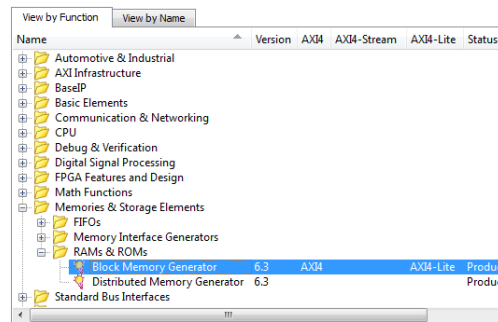 View by Function View by Name
Name Version AXI4 AXI4-Stream AXI4-Lite Status
Automotive & Industrial
AXI Infrastructure
BaseIP
Basic Elements
Communication & Networking
CPU
Debug & Verification
Digital Signal Processing
FPGA Features and Design
Math Functions
Memories & Storage Elements
FIFOs
Memory Interface Generators
RAMs & ROMs
Block Memory Generator 6.3 AXI4 AXI4-Lite Produ
Distributed Memory Generator 6.3 Produ
Standard Bus Interfaces